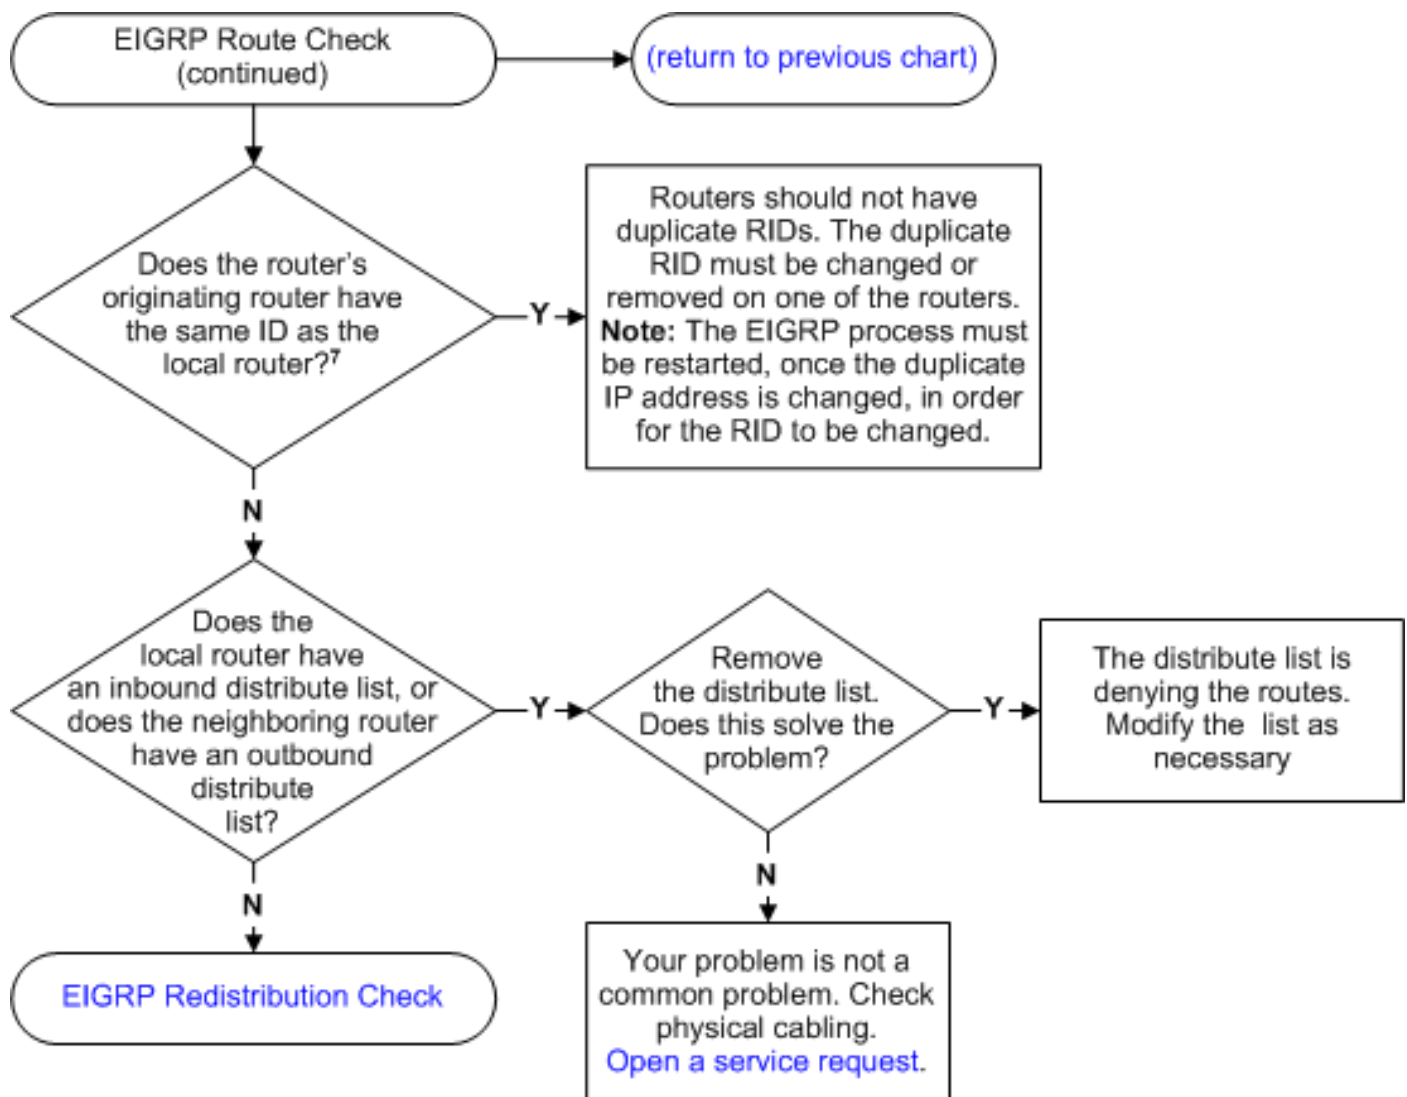 EIGRP Route Check
(continued)
(return to previous chart)
Does the router's
originating router have
the same ID as the
local router?⁷
Y
Routers should not have
duplicate RIDs. The duplicate
RID must be changed or
removed on one of the routers.
Note: The EIGRP process must
be restarted, once the duplicate
IP address is changed, in order
for the RID to be changed.
N
Does the
local router have
an inbound distribute list, or
does the neighboring router
have an outbound
distribute
list?
Y
Remove
the distribute list.
Does this solve the
problem?
Y
The distribute list is
denying the routes.
Modify the list as
necessary
N
EIGRP Redistribution Check
N
Your problem is not a
common problem. Check
physical cabling.
Open a service request.